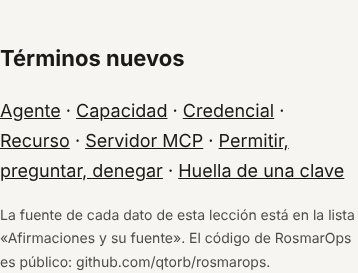 Términos nuevos
Agente · Capacidad · Credencial ·
Recurso · Servidor MCP · Permitir,
preguntar, denegar · Huella de una clave
La fuente de cada dato de esta lección está en la lista
«Afirmaciones y su fuente». El código de RosmarOps
es público: github.com/qtorb/rosmarops.